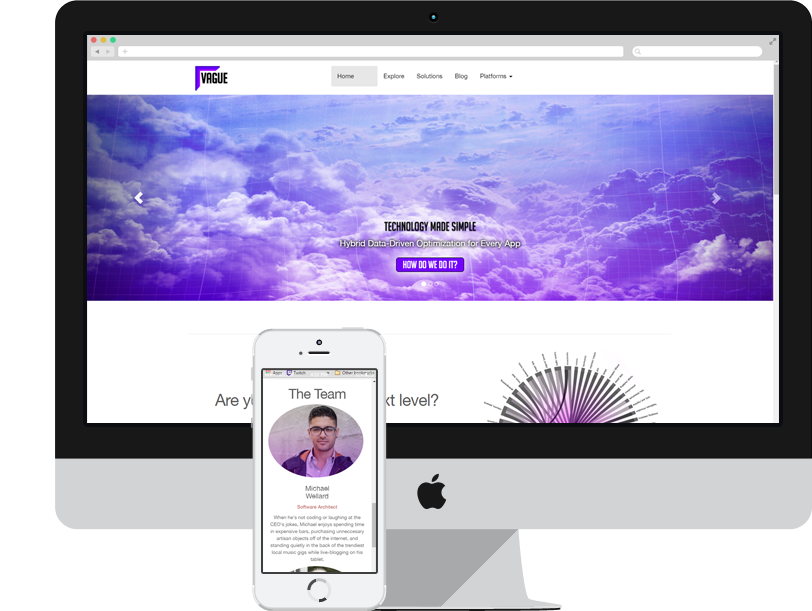 VAGUE
Home Explore Solutions Blog Platforms
TECHNOLOGY MADE SIMPLE
Hybrid Data-Driven Optimization for Every App
HOW DO WE DO IT?
Are yo
xt level?
Apps Twitch Other bookmarks
The Team
Michael
Wellard
Software Architect
When he's not coding or laughing at the
CEO's jokes, Michael enjoys spending time
in expensive bars, purchasing unnecessary
artisan objects off of the internet, and
standing quietly in the back of the trendiest
local music gigs while live-blogging on his
tablet.